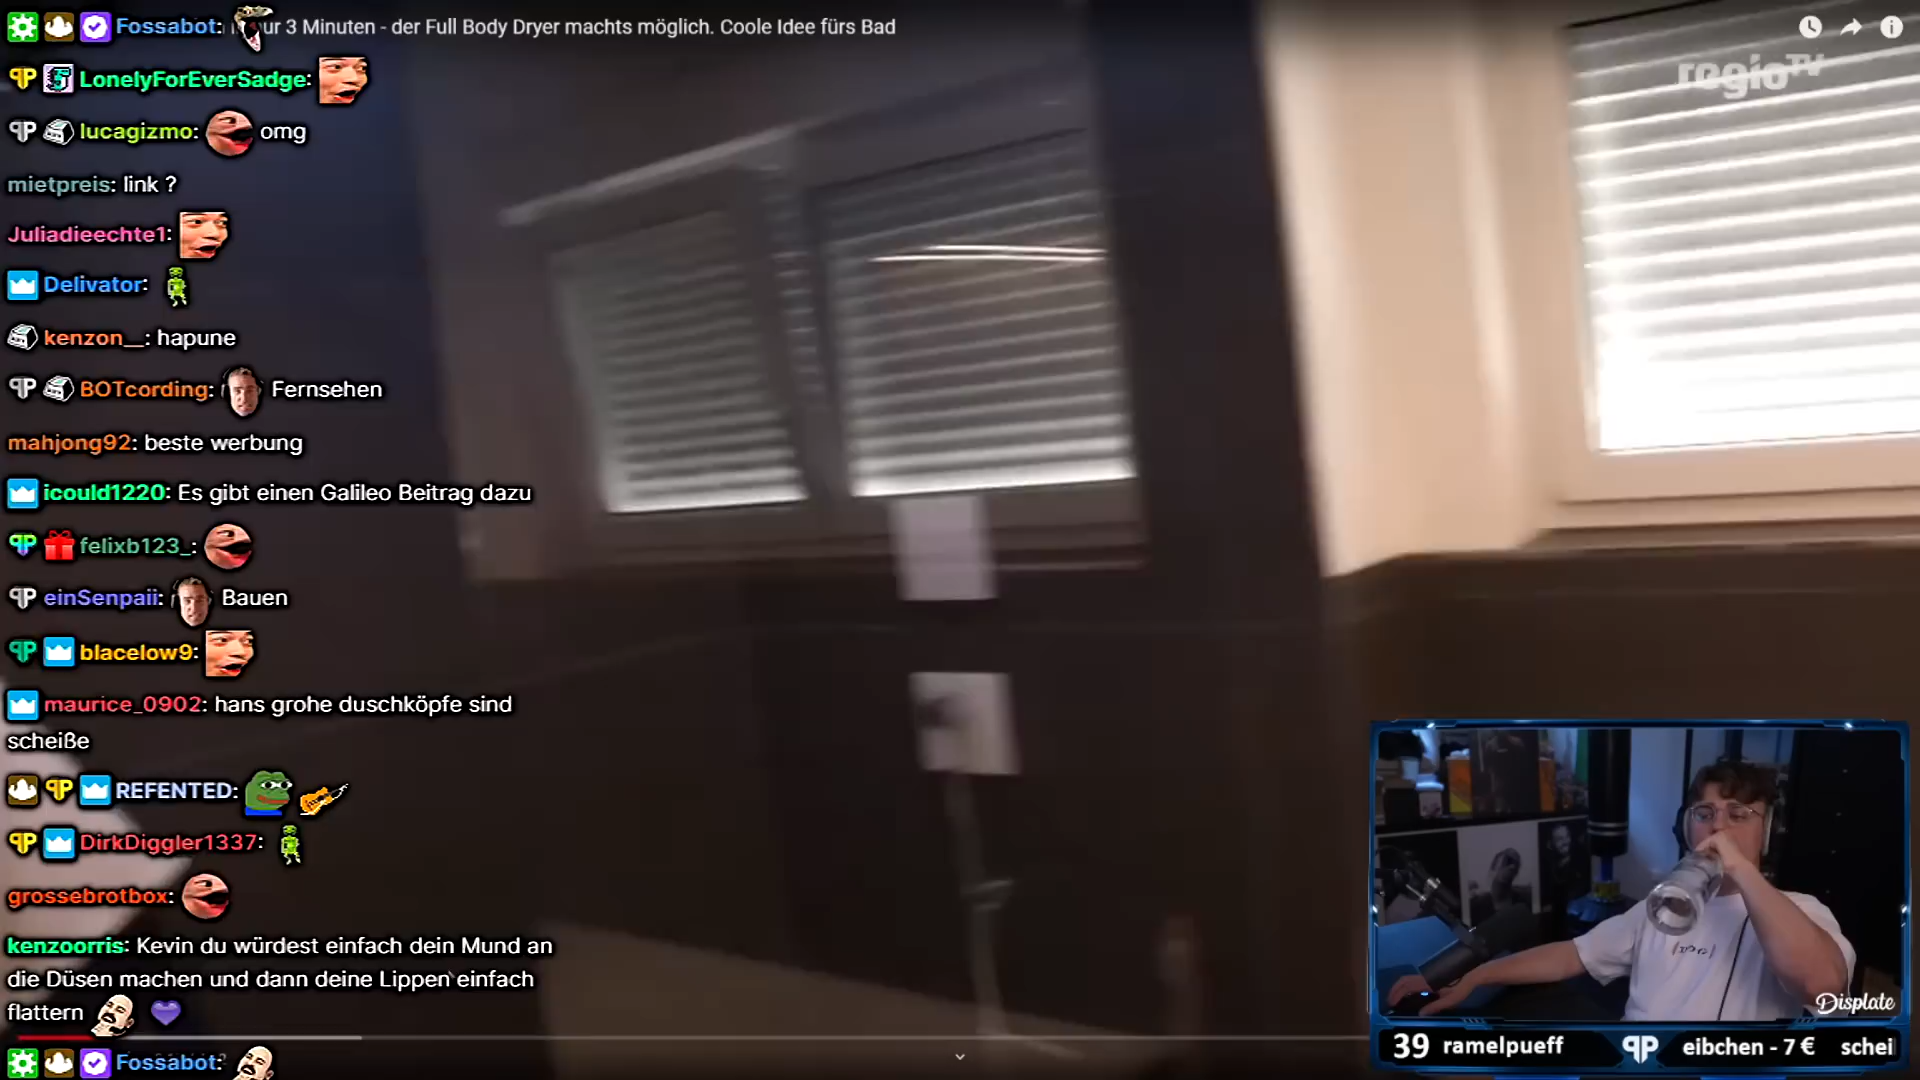 Fossabot: ur 3 Minuten - der Full Body Dryer machts möglich. Coole Idee fürs Bad
regioTV
LonelyForEverSadge:
lucagizmo: omg
mietpreis: link ?
Juliadieechte1:
Delivator:
kenzon__: hapune
BOTcording: Fernsehen
mahjong92: beste werbung
icould1220: Es gibt einen Galileo Beitrag dazu
felixb123_:
einSenpaii: Bauen
blacelow9:
maurice_0902: hans grohe duschköpfe sind
scheiße
REFENTED:
DirkDiggler1337:
grossebrotbox:
kenzoorris: Kevin du würdest einfach dein Mund an
die Düsen machen und dann deine Lippen einfach
flattern
Fossabot:
Displate
39 ramelpueff eibchen - 7 € schei